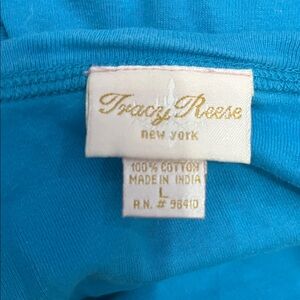 Tracy Reese
new york
100% COTTON
MADE IN INDIA
L
R.N. # 98410